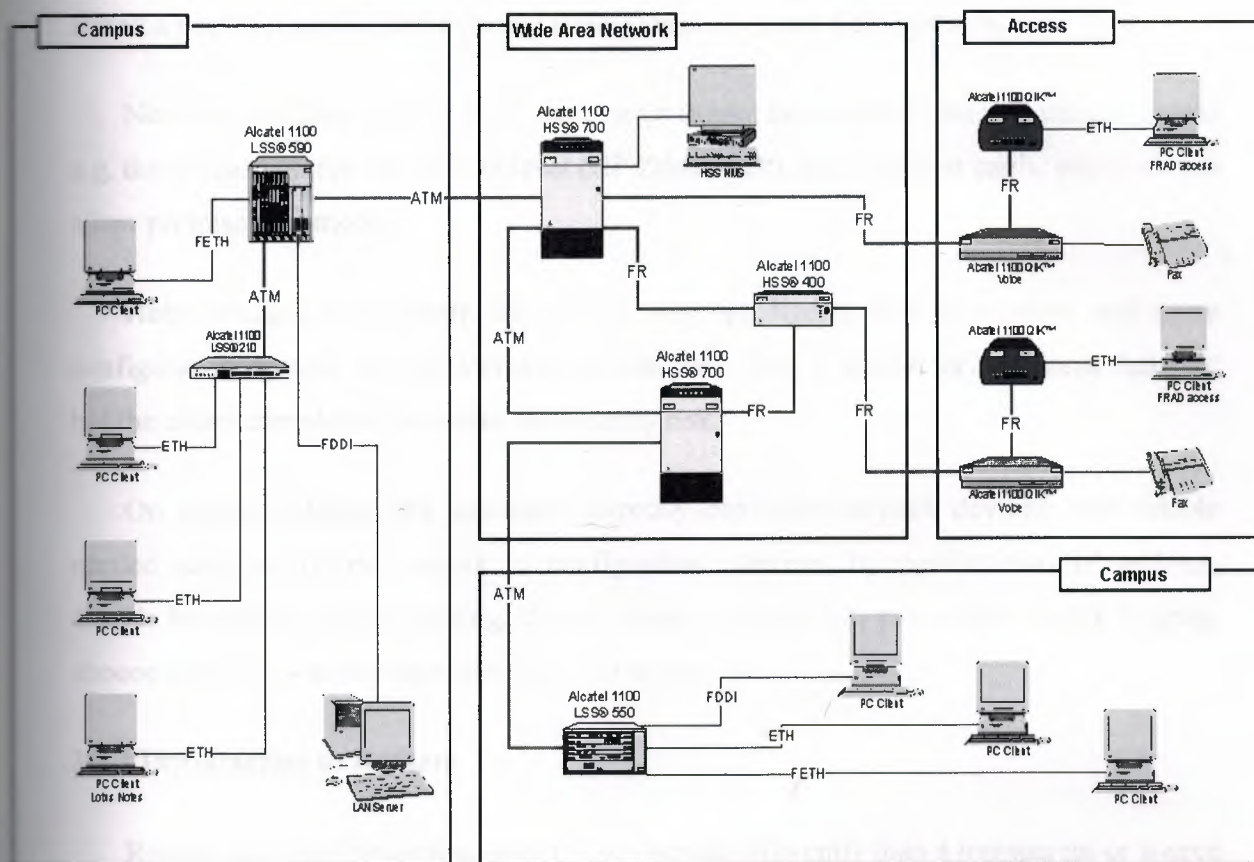 Campus
Alcatel 1100
LSS® 590
ATM
FETH
PC Client
ATM
Alcatel 1100
LSS® 210
ETH
PC Client
FDDI
ETH
PC Client
ETH
PC Client
Lotus Notes
LAN Server
Wide Area Network
Alcatel 1100
HSS® 700
HSS NMS
FR
FR
Alcatel 1100
HSS® 400
ATM
Alcatel 1100
HSS® 700
FR
FR
ATM
Access
Alcatel 1100 QIK™
ETH
PC Client
FRAD access
FR
Alcatel 1100 QIK™
Voice
Fax
Alcatel 1100 QIK™
ETH
PC Client
FRAD access
FR
Alcatel 1100 QIK™
Voice
Fax
Campus
Alcatel 1100
LSS® 550
FDDI
PC Client
ETH
PC Client
FETH
PC Client